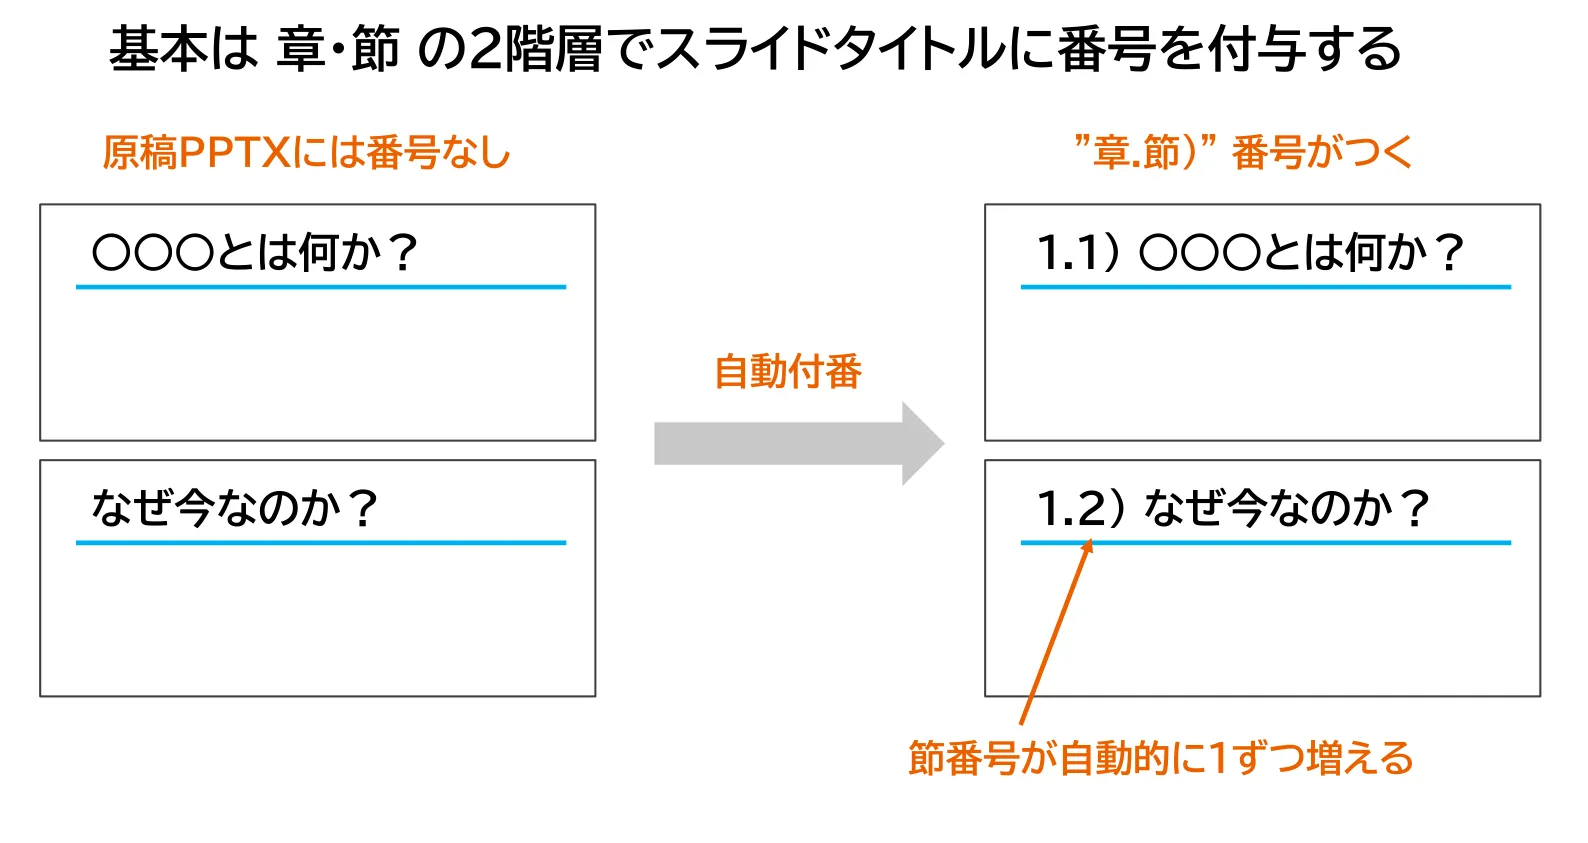 基本は 章・節 の2階層でスライドタイトルに番号を付与する
原稿PPTXには番号なし
”章.節)” 番号がつく
〇〇〇とは何か？
なぜ今なのか？
自動付番
1.1) 〇〇〇とは何か？
1.2) なぜ今なのか？
節番号が自動的に1ずつ増える